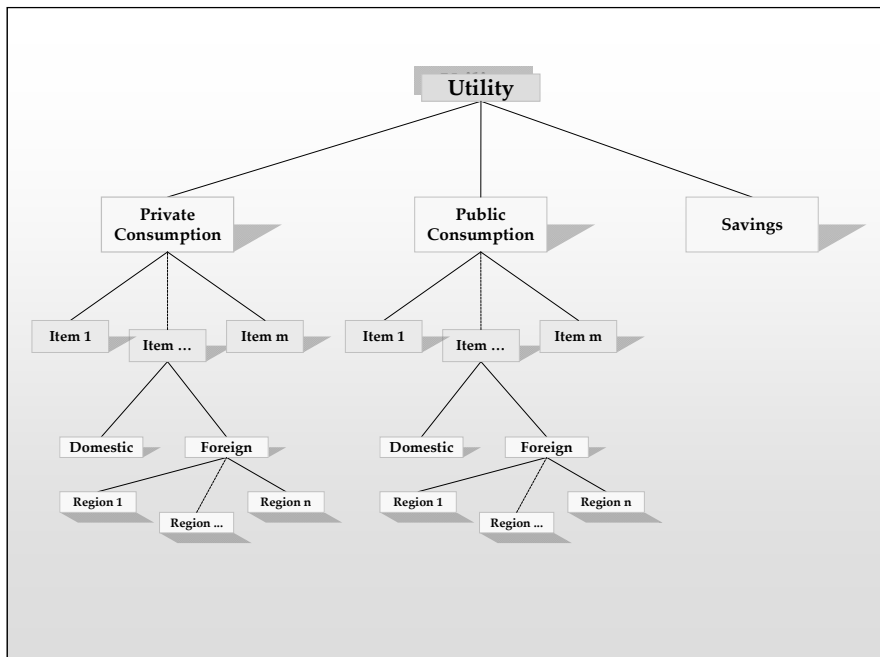 Utility
Private
Consumption
Public
Consumption
Savings
Item 1
Item …
Item m
Item 1
Item …
Item m
Domestic
Foreign
Domestic
Foreign
Region 1
Region ...
Region n
Region 1
Region ...
Region n